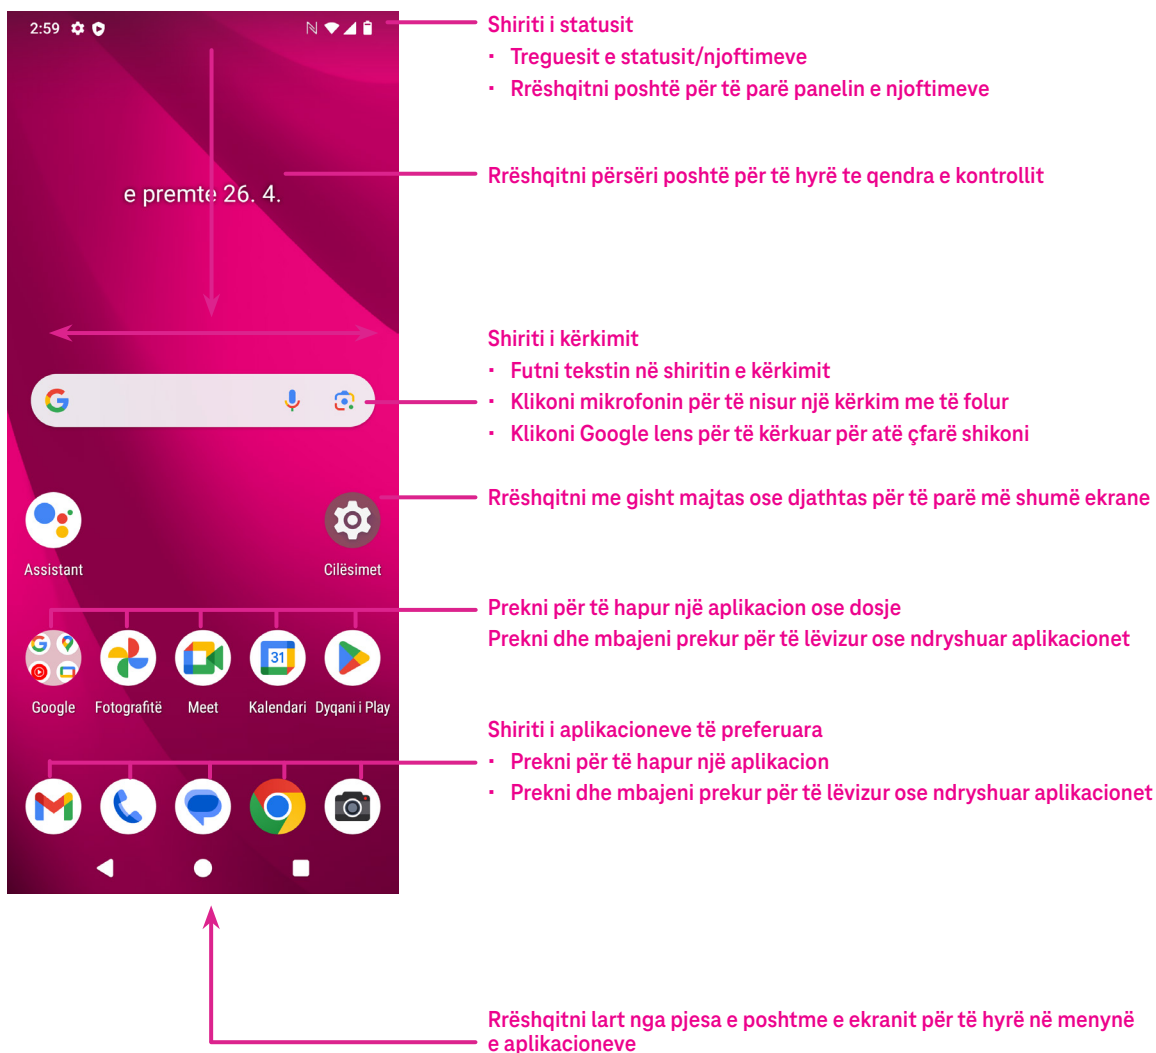 2:59
Shiriti i statusit
· Treguesit e statusit/njoftimeve
· Rrëshqitni poshtë për të parë panelin e njoftimeve
e premte 26. 4.
Rrëshqitni përsëri poshtë për të hyrë te qendra e kontrollit
Shiriti i kërkimit
· Futni tekstin në shiritin e kërkimit
· Klikoni mikrofonin për të nisur një kërkim me të folur
· Klikoni Google lens për të kërkuar për atë çfarë shikoni
Rrëshqitni me gisht majtas ose djathtas për të parë më shumë ekrane
Assistant Cilësimet
Prekni për të hapur një aplikacion ose dosje
Prekni dhe mbajeni prekur për të lëvizur ose ndryshuar aplikacionet
31
Google Fotografitë Meet Kalendari Dyqani i Play
Shiriti i aplikacioneve të preferuara
· Prekni për të hapur një aplikacion
· Prekni dhe mbajeni prekur për të lëvizur ose ndryshuar aplikacionet
Rrëshqitni lart nga pjesa e poshtme e ekranit për të hyrë në menynë
e aplikacioneve